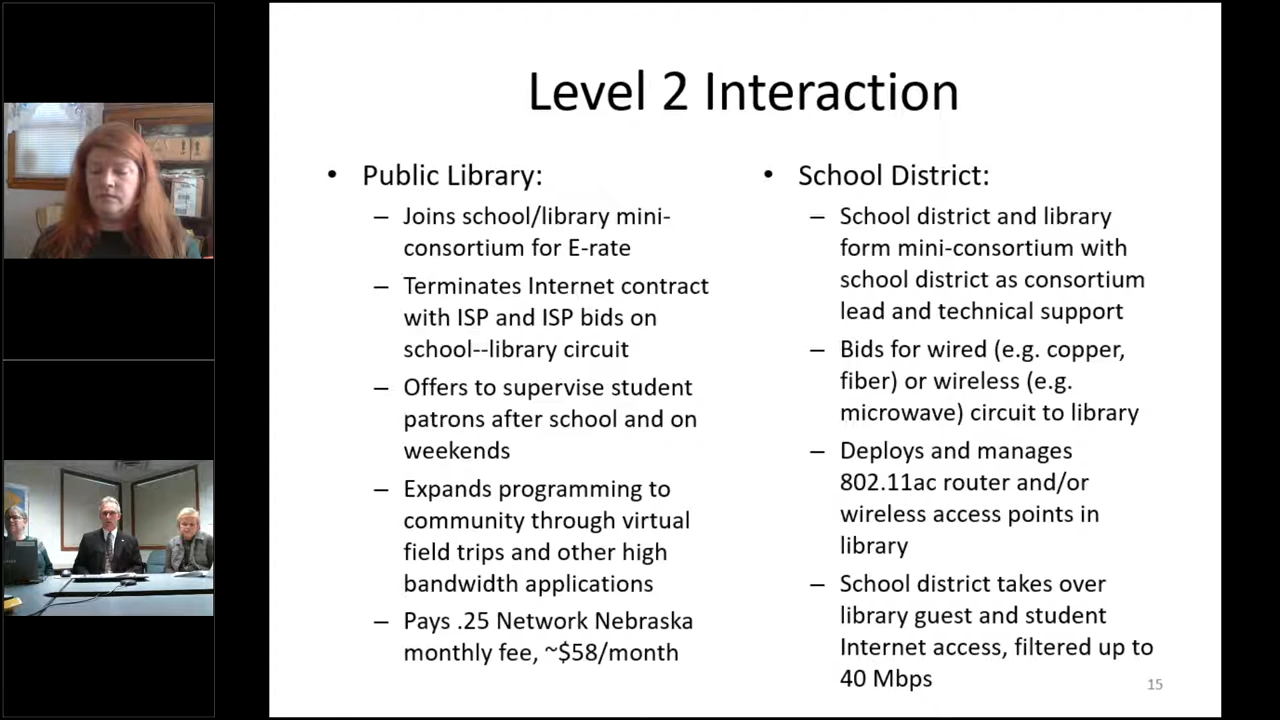 Level 2 Interaction
• Public Library:
– Joins school/library mini-
consortium for E-rate
– Terminates Internet contract
with ISP and ISP bids on
school--library circuit
– Offers to supervise student
patrons after school and on
weekends
– Expands programming to
community through virtual
field trips and other high
bandwidth applications
– Pays .25 Network Nebraska
monthly fee, ~$58/month
• School District:
– School district and library
form mini-consortium with
school district as consortium
lead and technical support
– Bids for wired (e.g. copper,
fiber) or wireless (e.g.
microwave) circuit to library
– Deploys and manages
802.11ac router and/or
wireless access points in
library
– School district takes over
library guest and student
Internet access, filtered up to
40 Mbps
15